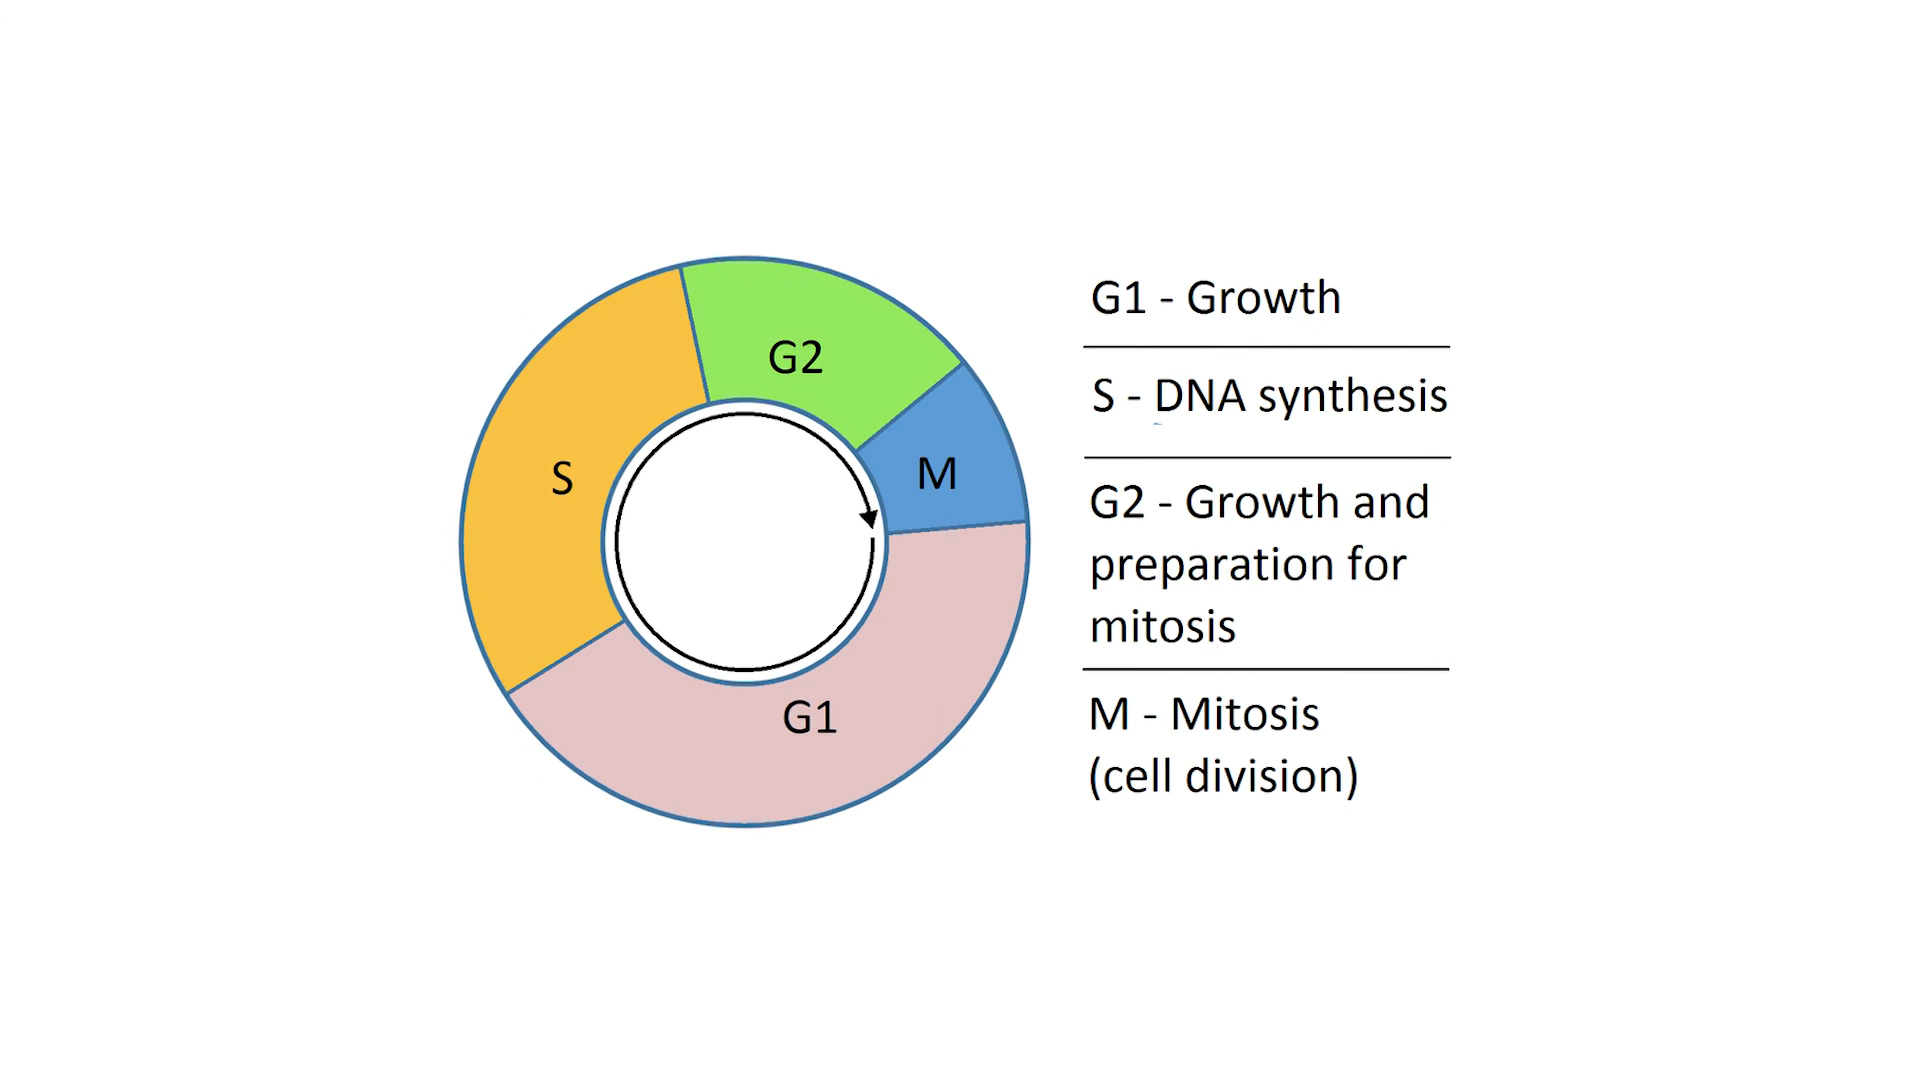 G2
S
M
G1
G1 - Growth
S - DNA synthesis
G2 - Growth and
preparation for
mitosis
M - Mitosis
(cell division)